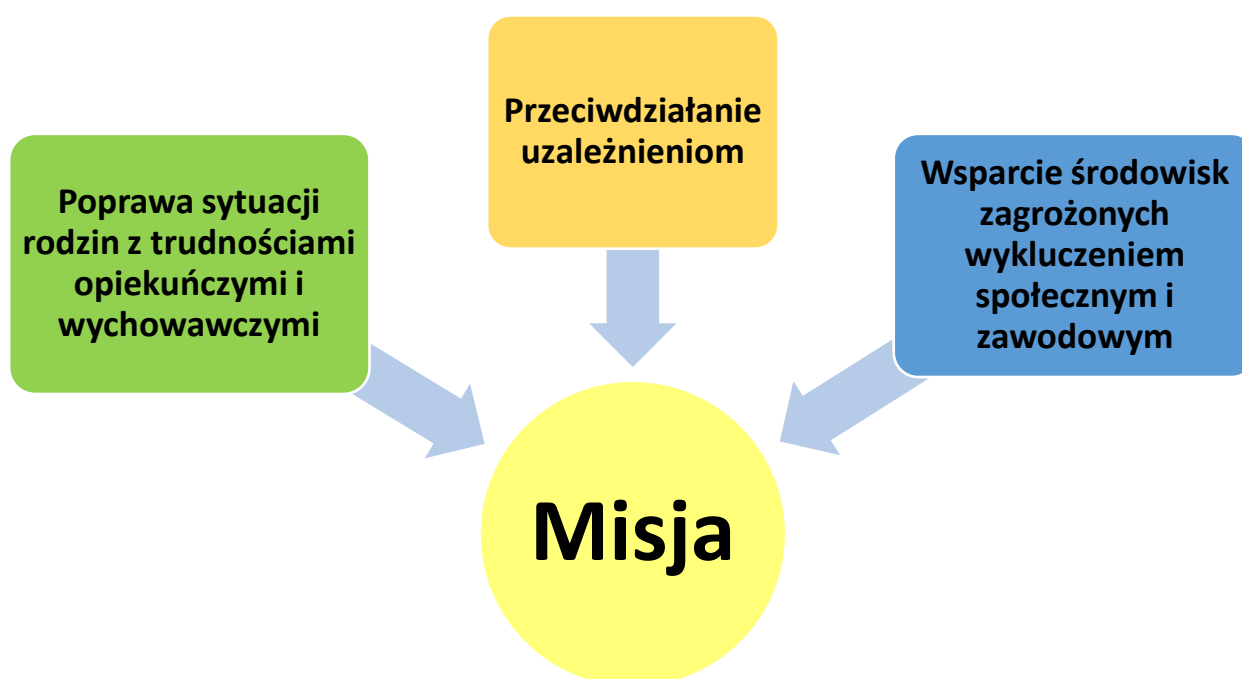 Poprawa sytuacji
rodzin z trudnościami
opiekuńczymi i
wychowawczymi
Przeciwdziałanie
uzależnieniom
Wsparcie środowisk
zagrożonych
wykluczeniem
społecznym i
zawodowym
Misja